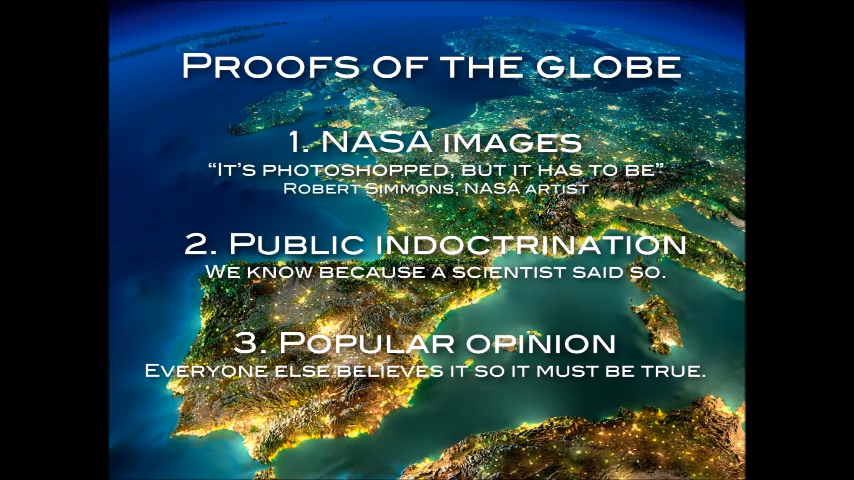 PROOFS OF THE GLOBE
1. NASA IMAGES
“IT’S PHOTOSHOPPED, BUT IT HAS TO BE”
ROBERT SIMMONS, NASA ARTIST
2. PUBLIC INDOCTRINATION
WE KNOW BECAUSE A SCIENTIST SAID SO.
3. POPULAR OPINION
EVERYONE ELSE BELIEVES IT SO IT MUST BE TRUE.